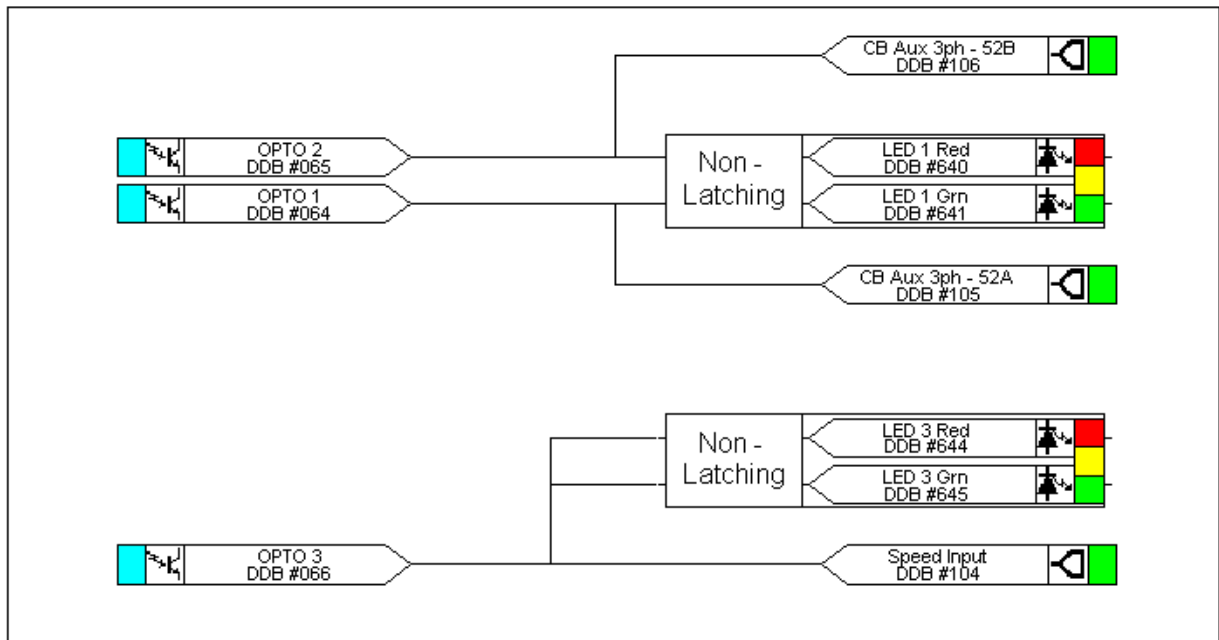 CB Aux 3ph - 52B
DDB #106
OPTO 2
DDB #065
Non -
Latching
LED 1 Red
DDB #640
OPTO 1
DDB #064
LED 1 Grn
DDB #641
CB Aux 3ph - 52A
DDB #105
Non -
Latching
LED 3 Red
DDB #644
LED 3 Grn
DDB #645
OPTO 3
DDB #066
Speed Input
DDB #104